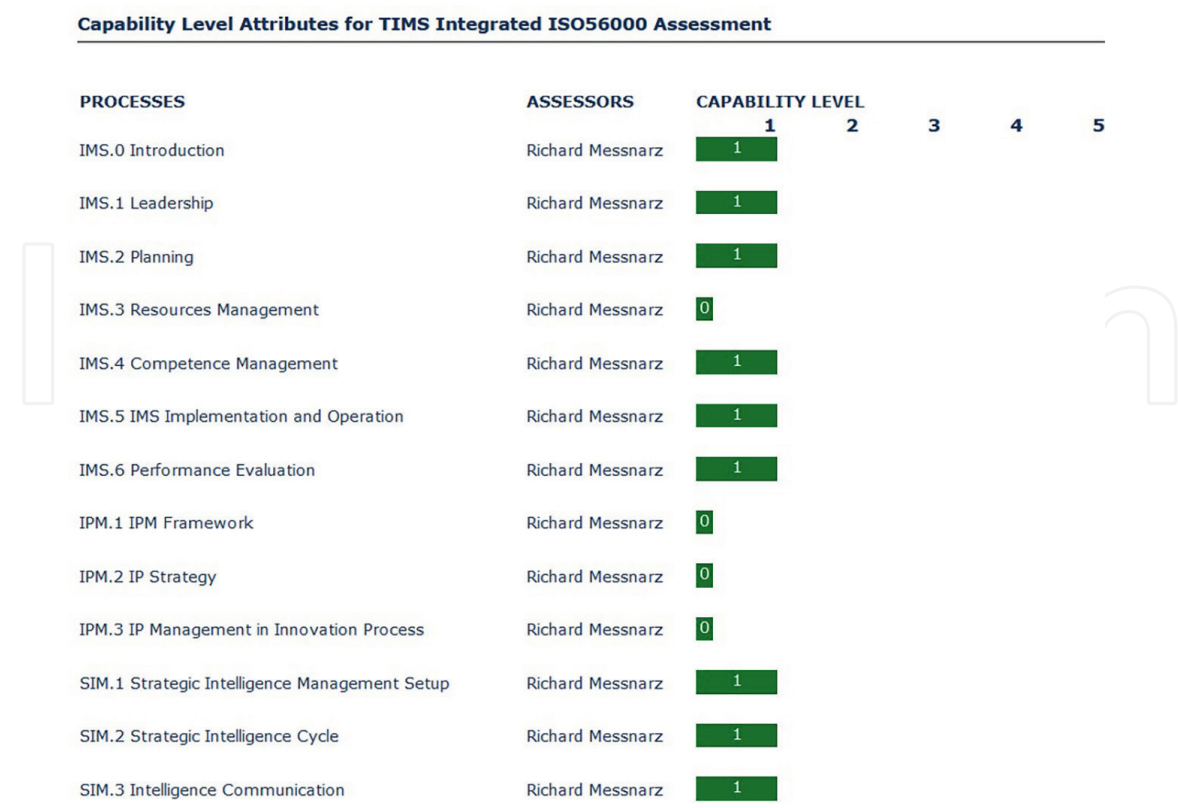 Capability Level Attributes for TIMS Integrated ISO56000 Assessment
PROCESSES ASSESSORS CAPABILITY LEVEL
1 2 3 4 5
IMS.0 Introduction Richard Messnarz 1
IMS.1 Leadership Richard Messnarz 1
IMS.2 Planning Richard Messnarz 1
IMS.3 Resources Management Richard Messnarz 0
IMS.4 Competence Management Richard Messnarz 1
IMS.5 IMS Implementation and Operation Richard Messnarz 1
IMS.6 Performance Evaluation Richard Messnarz 1
IPM.1 IPM Framework Richard Messnarz 0
IPM.2 IP Strategy Richard Messnarz 0
IPM.3 IP Management in Innovation Process Richard Messnarz 0
SIM.1 Strategic Intelligence Management Setup Richard Messnarz 1
SIM.2 Strategic Intelligence Cycle Richard Messnarz 1
SIM.3 Intelligence Communication Richard Messnarz 1